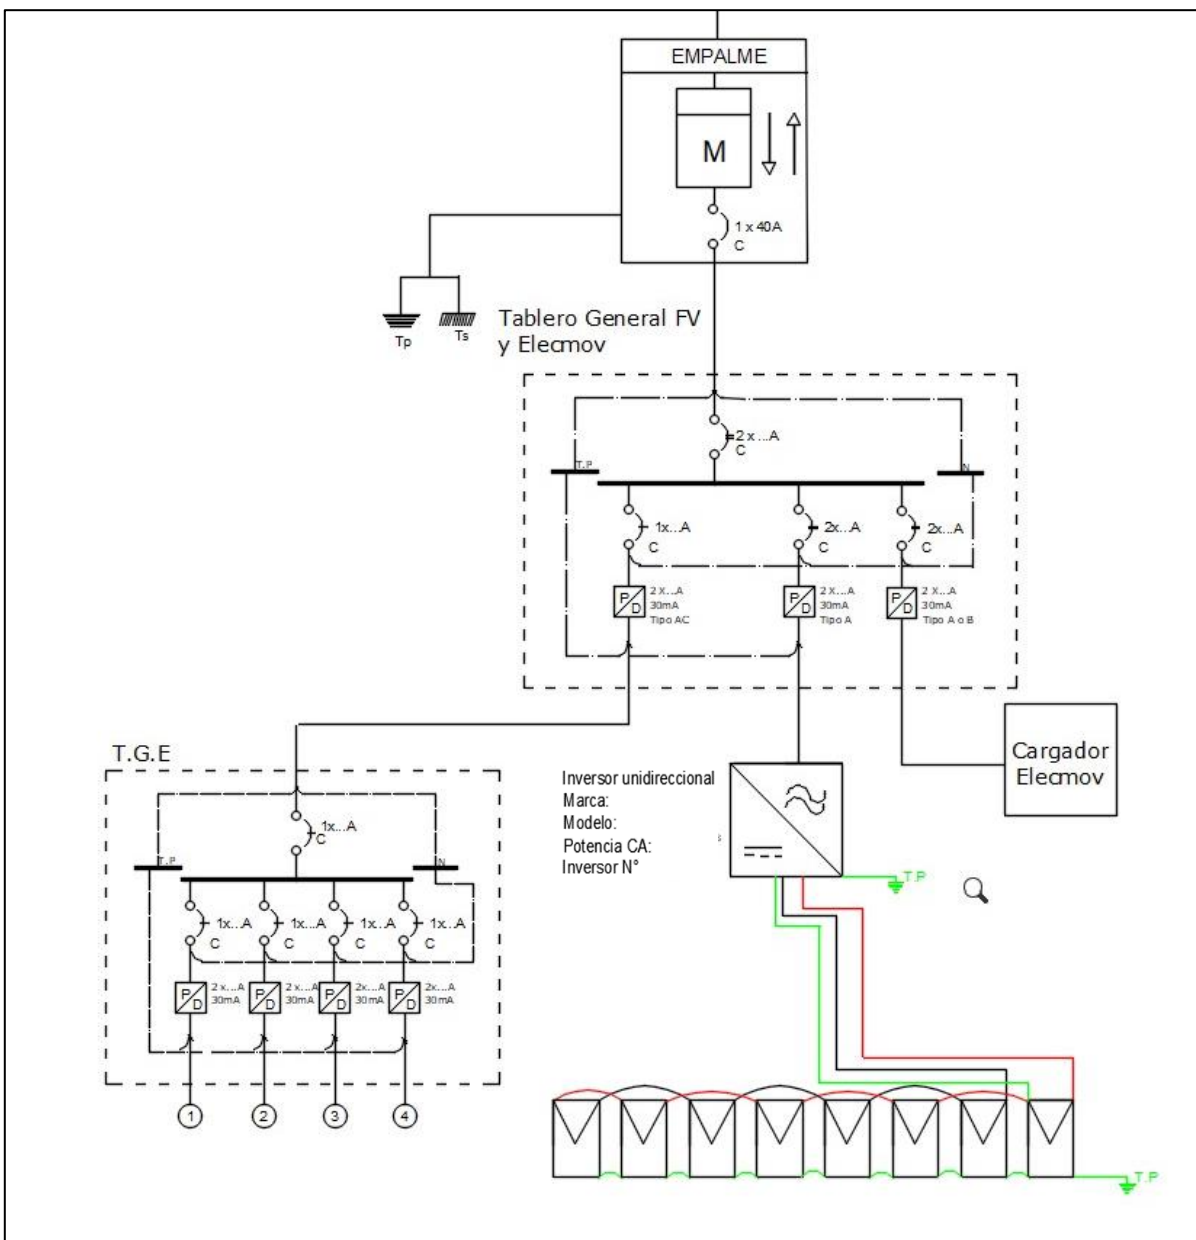 EMPALME
M
1 x 40A
C
Tp
Ts
Tablero General FV
y Elecmov
2 x ...A
C
T.P
N
1x...A
C
2x...A
C
2x...A
C
P/D
2 X...A
30mA
Tipo AC
P/D
2 X...A
30mA
Tipo A
P/D
2 X...A
30mA
Tipo A o B
T.G.E
Cargador
Elecmov
Inversor unidireccional
Marca:
Modelo:
Potencia CA:
Inversor N°
T.P
1x...A
C
T.P
N
1x...A
C
1x...A
C
1x...A
C
1x...A
C
P/D
2 x...A
30mA
P/D
2 x...A
30mA
P/D
2x...A
30mA
P/D
2x...A
30mA
1
2
3
4
T.P